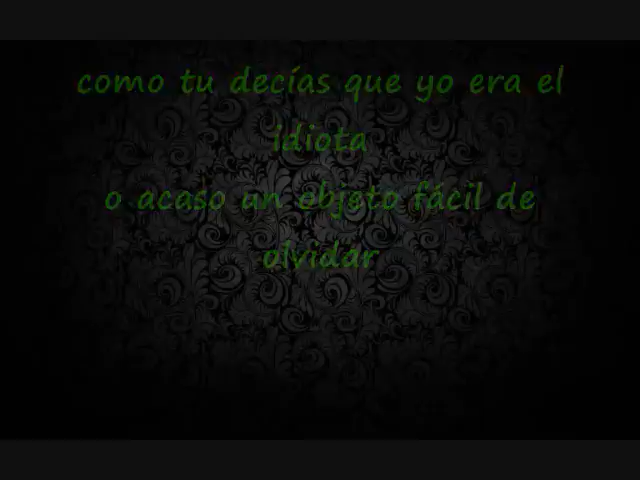 como tu decías que yo era el
idiota
o acaso un objeto fácil de
olvidar